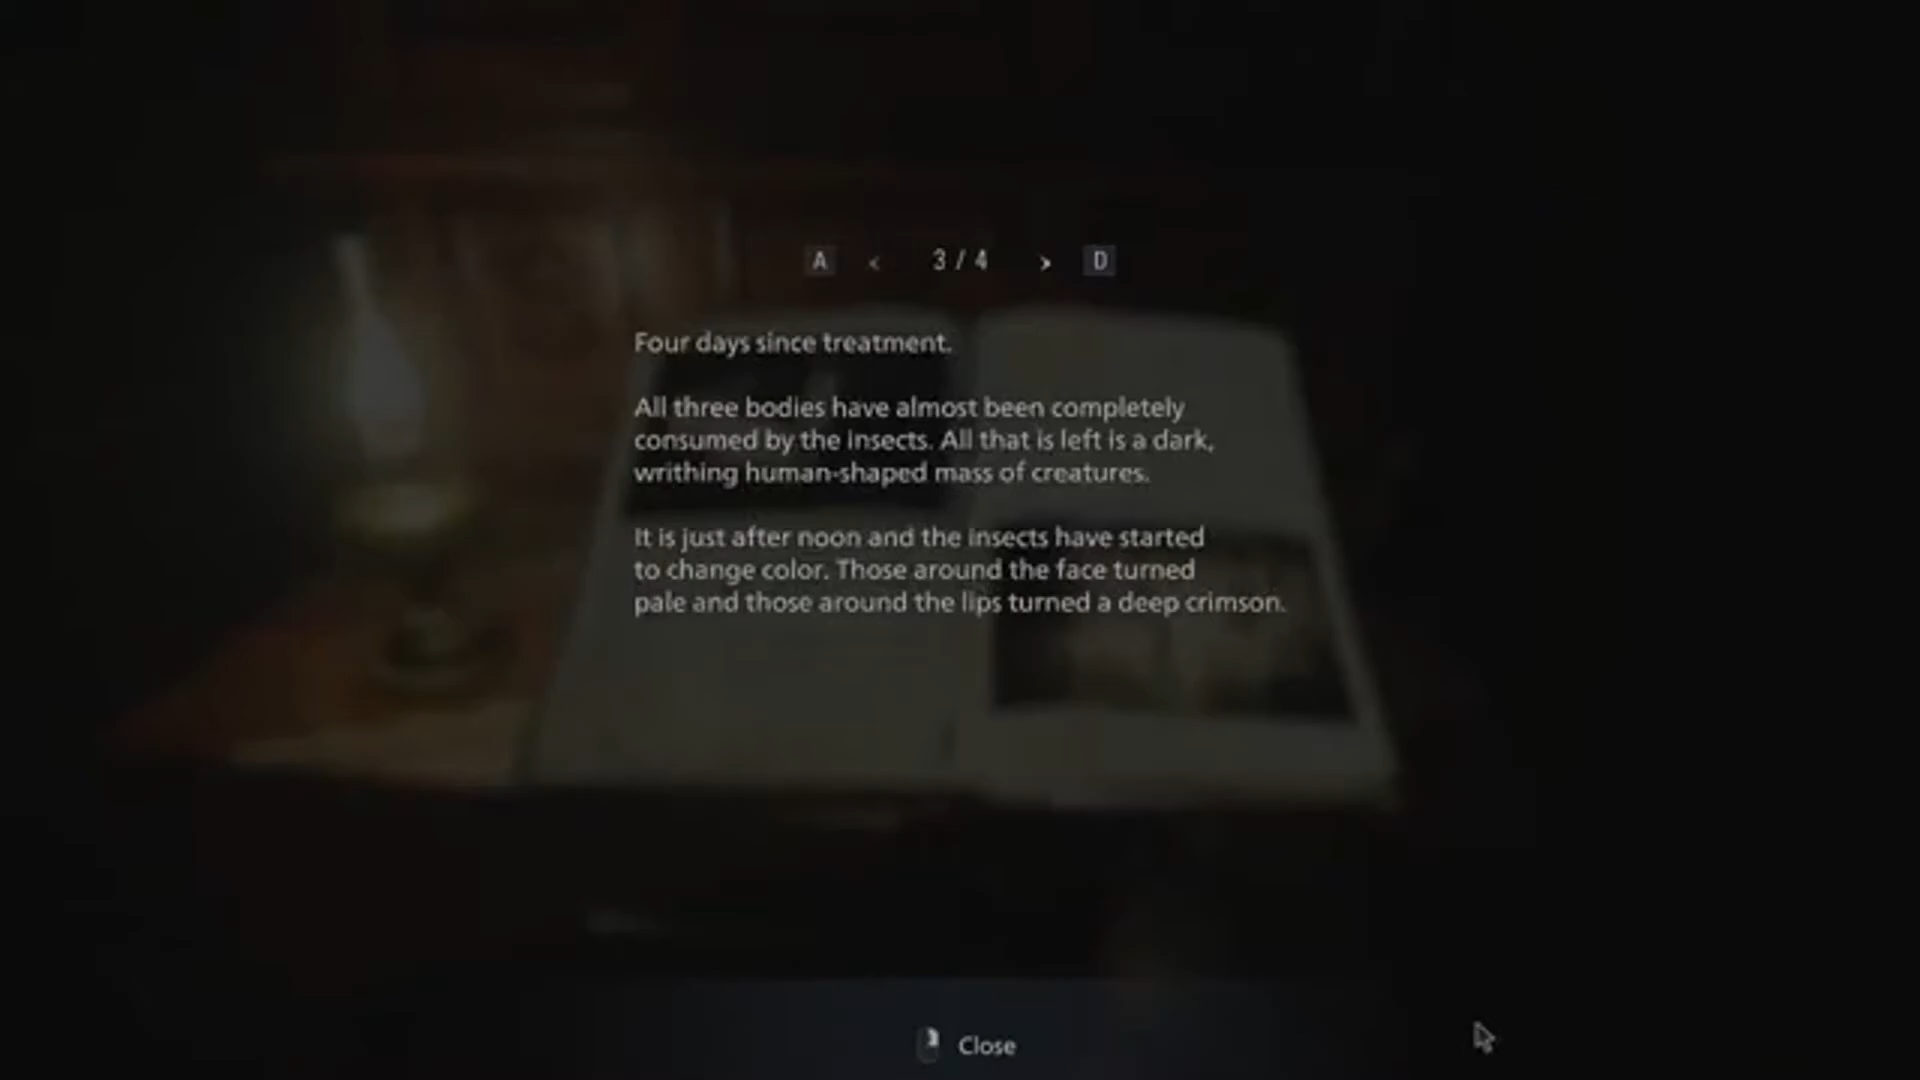 A < 3 / 4 > D
Four days since treatment.
All three bodies have almost been completely
consumed by the insects. All that is left is a dark,
writhing human-shaped mass of creatures.
It is just after noon and the insects have started
to change color. Those around the face turned
pale and those around the lips turned a deep crimson.
Close